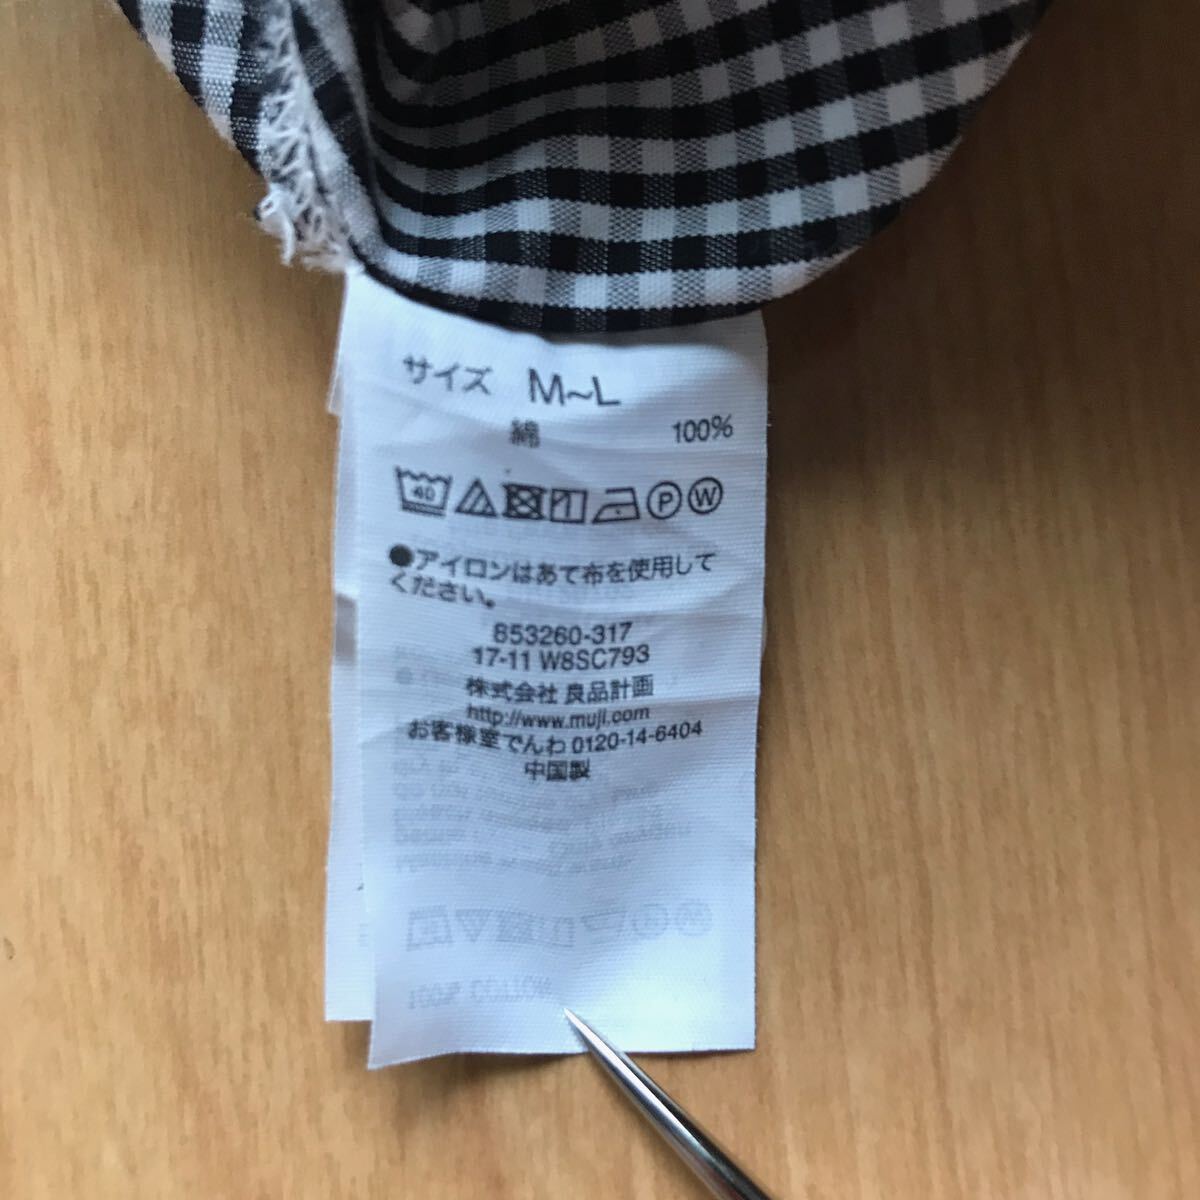 サイズ M~L
綿 100%
40 P W
●アイロンはあて布を使用して
ください。
853260-317
17-11 W8SC793
株式会社 良品計画
http://www.muji.com
お客様室でんわ 0120-14-6404
中国製